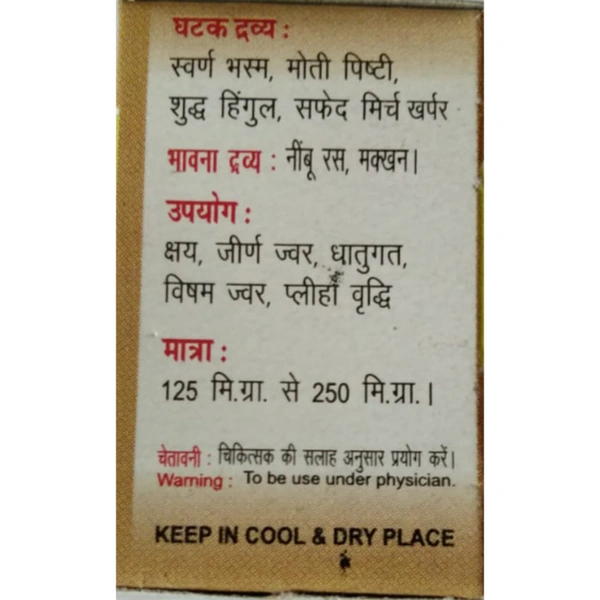 घटक द्रव्य :
स्वर्ण भस्म, मोती पिष्टी,
शुद्ध हिंगुल, सफेद मिर्च खर्पर
भावना द्रव्य : नींबू रस, मक्खन।
उपयोग :
क्षय, जीर्ण ज्वर, धातुगत,
विषम ज्वर, प्लीहा वृद्धि
मात्रा :
125 मि.ग्रा. से 250 मि.ग्रा.।
चेतावनी : चिकित्सक की सलाह अनुसार प्रयोग करें।
Warning : To be use under physician.
KEEP IN COOL & DRY PLACE